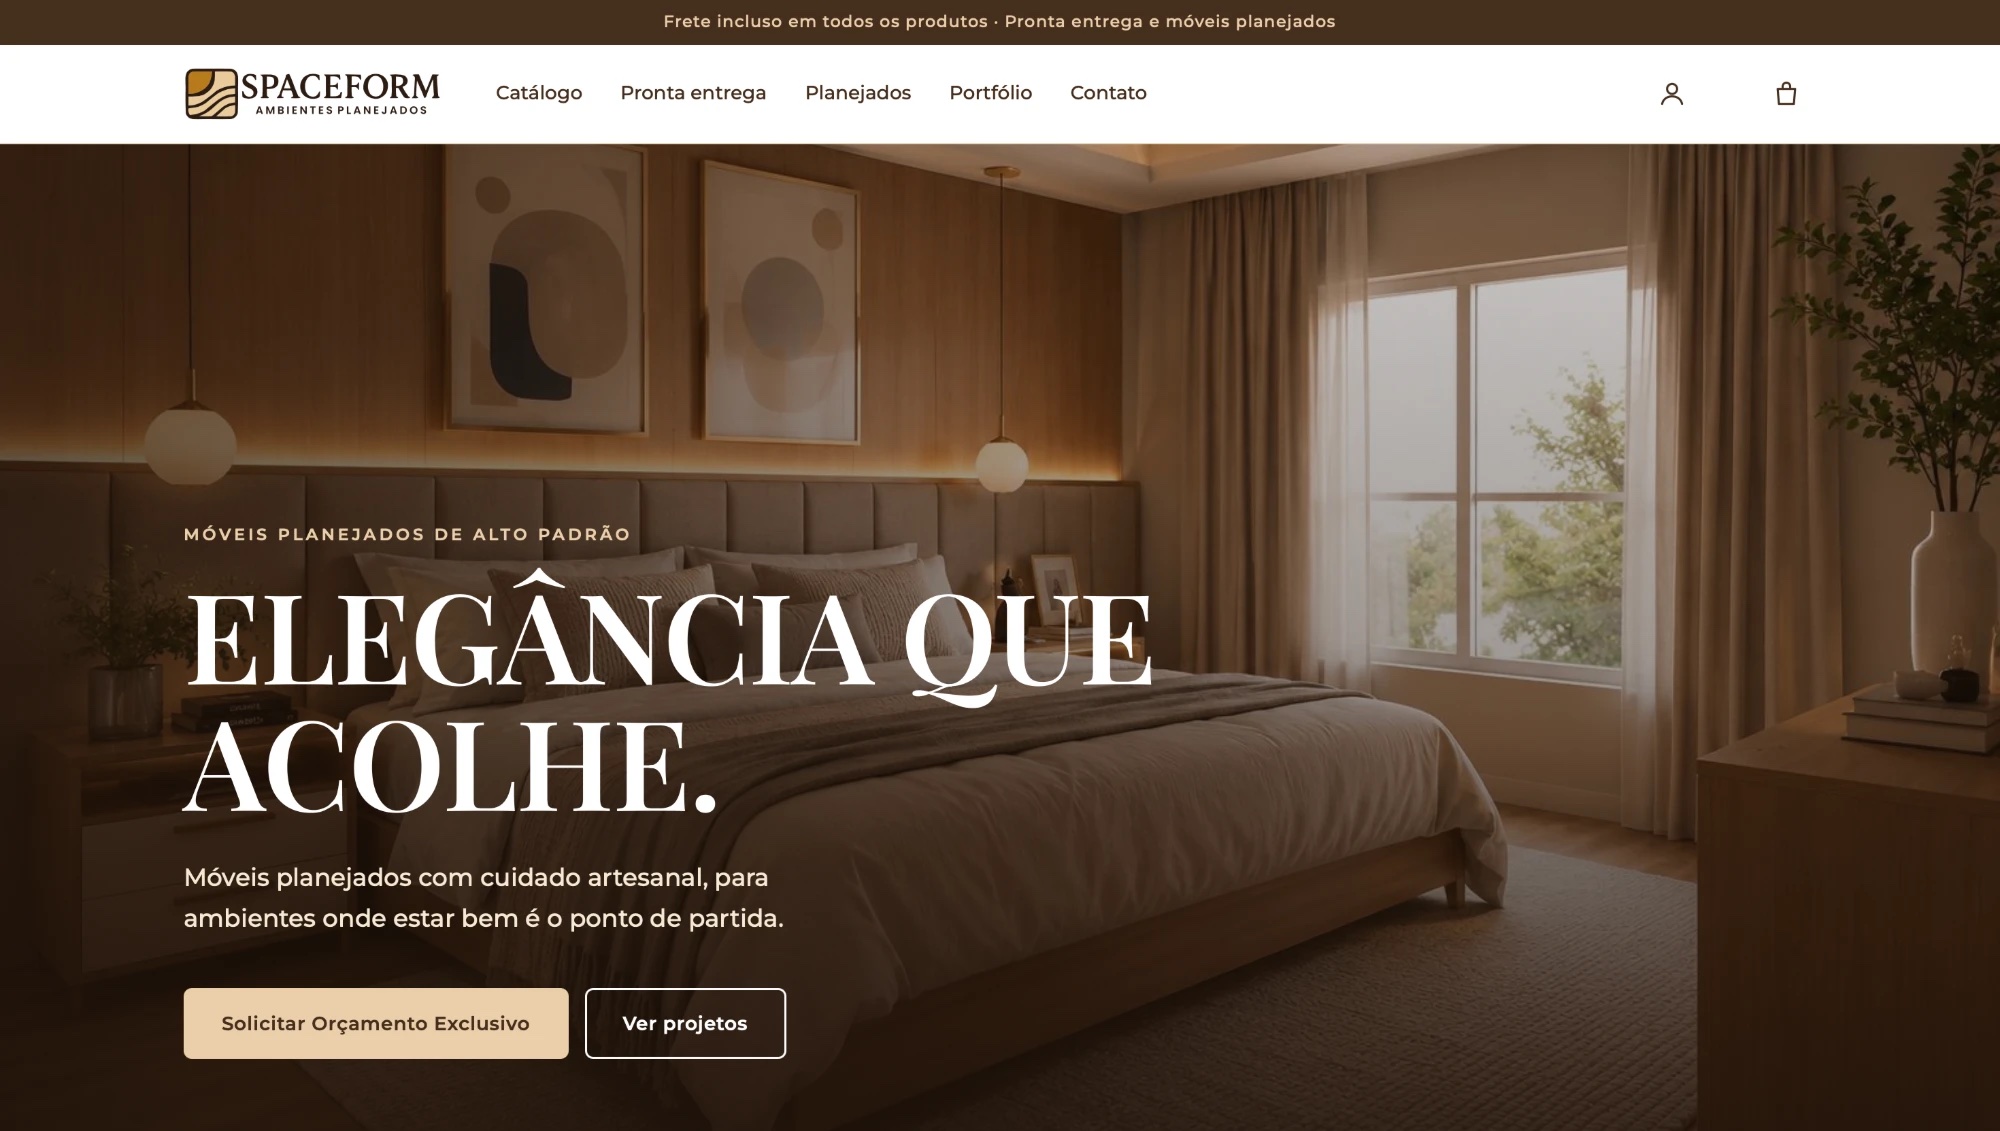 Frete incluso em todos os produtos · Pronta entrega e móveis planejados
SPACEFORM
AMBIENTES PLANEJADOS
Catálogo
Pronta entrega
Planejados
Portfólio
Contato
MÓVEIS PLANEJADOS DE ALTO PADRÃO
ELEGÂNCIA QUE
ACOLHE.
Móveis planejados com cuidado artesanal, para
ambientes onde estar bem é o ponto de partida.
Solicitar Orçamento Exclusivo
Ver projetos